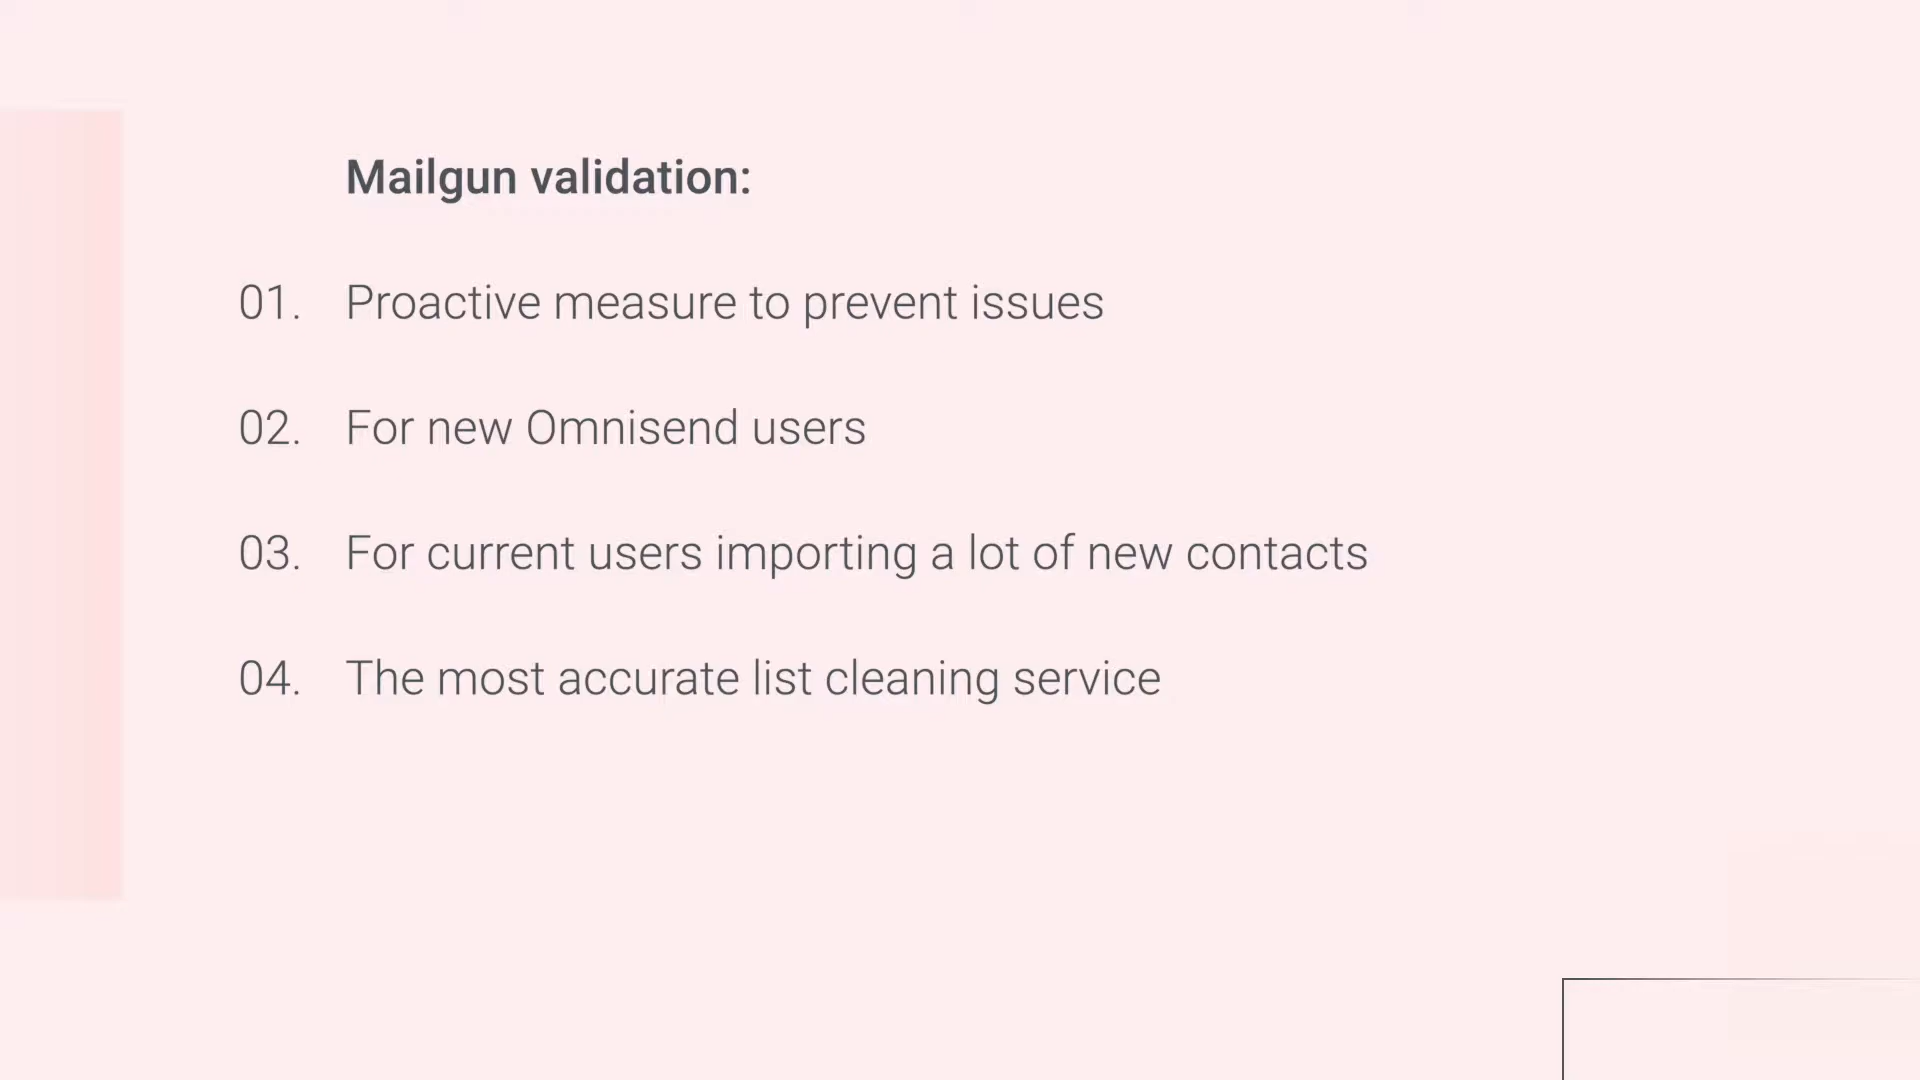 Mailgun validation:
01. Proactive measure to prevent issues
02. For new Omnisend users
03. For current users importing a lot of new contacts
04. The most accurate list cleaning service